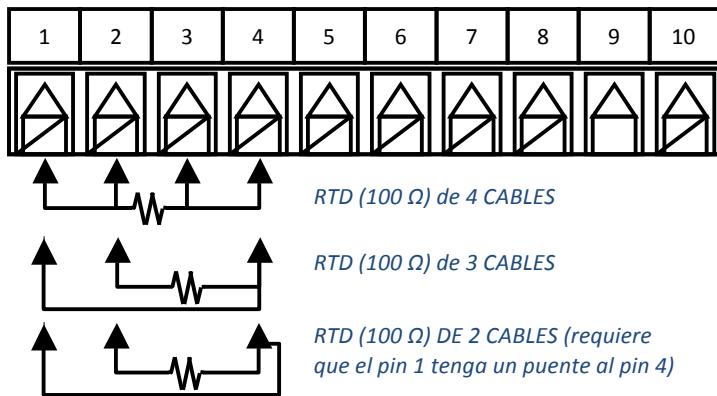 1 2 3 4 5 6 7 8 9 10
RTD (100 Ω) de 4 CABLES
RTD (100 Ω) de 3 CABLES
RTD (100 Ω) DE 2 CABLES (requiere
que el pin 1 tenga un puente al pin 4)